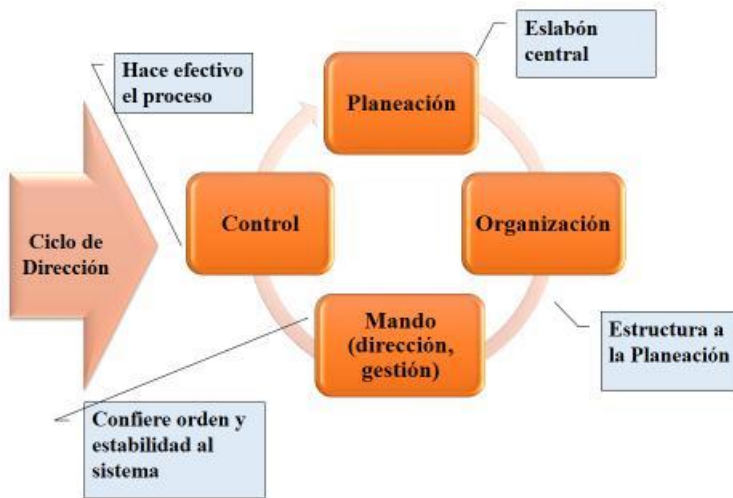 Eslabón
central
Hace efectivo
el proceso
Planeación
Ciclo de
Dirección
Control
Organización
Mando
(dirección,
gestión)
Estructura a
la Planeación
Confiere orden y
estabilidad al
sistema